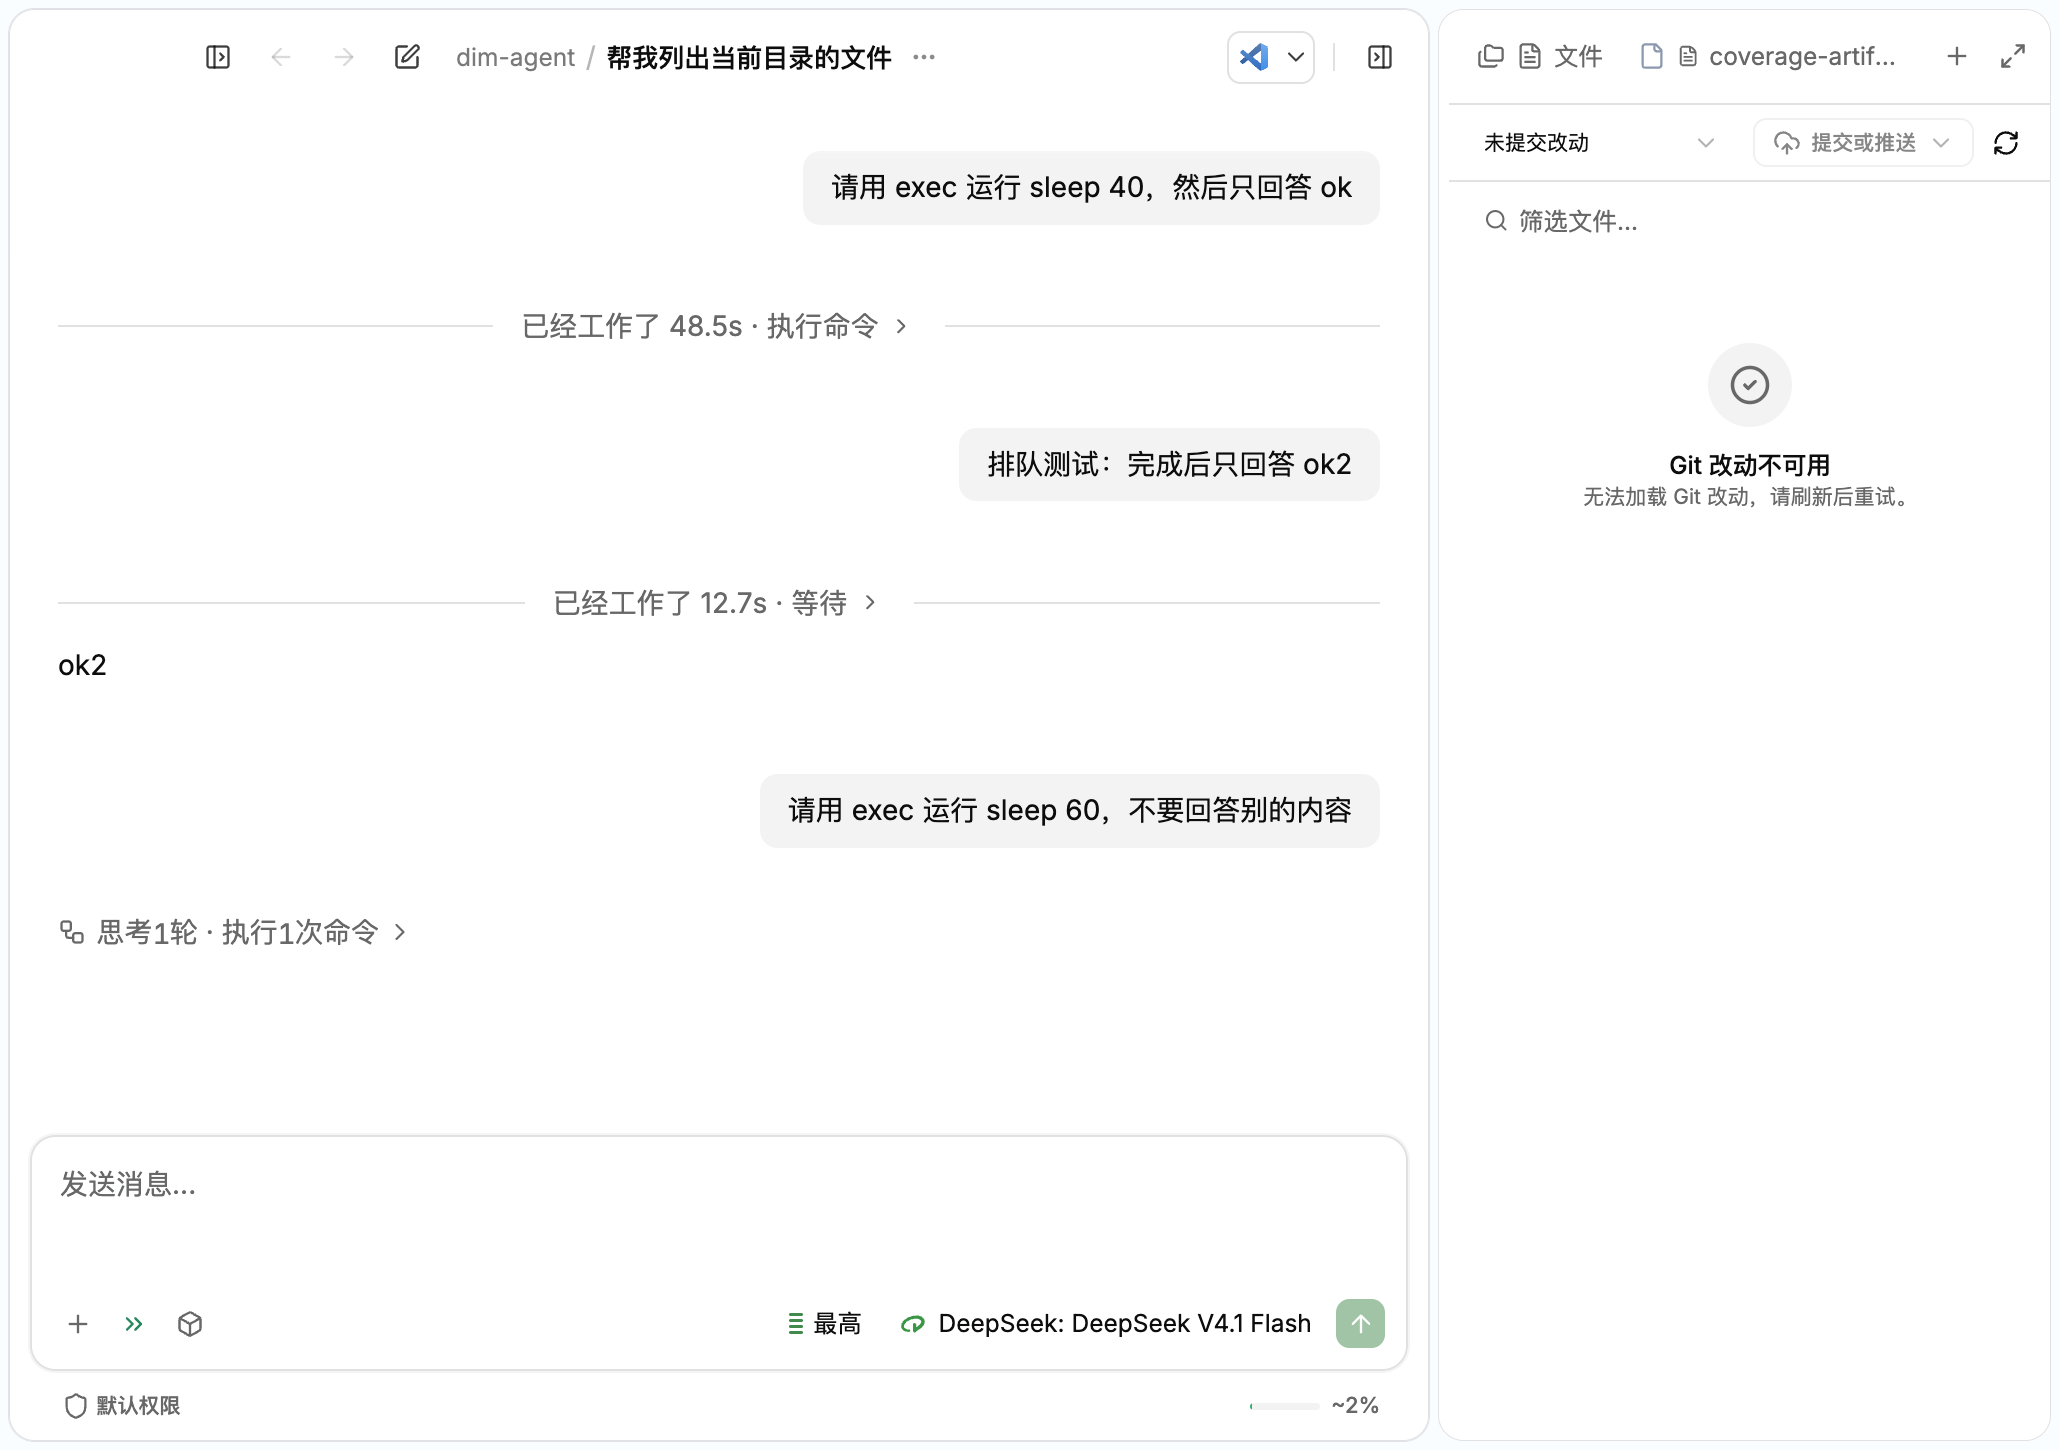 dim-agent / 帮我列出当前目录的文件 ···
请用 exec 运行 sleep 40，然后只回答 ok
已经工作了 48.5s · 执行命令
排队测试：完成后只回答 ok2
已经工作了 12.7s · 等待
ok2
请用 exec 运行 sleep 60，不要回答别的内容
思考1轮 · 执行1次命令
发送消息...
最高 DeepSeek: DeepSeek V4.1 Flash
默认权限
~2%
文件 coverage-artif...
未提交改动 提交或推送
筛选文件...
Git 改动不可用
无法加载 Git 改动，请刷新后重试。